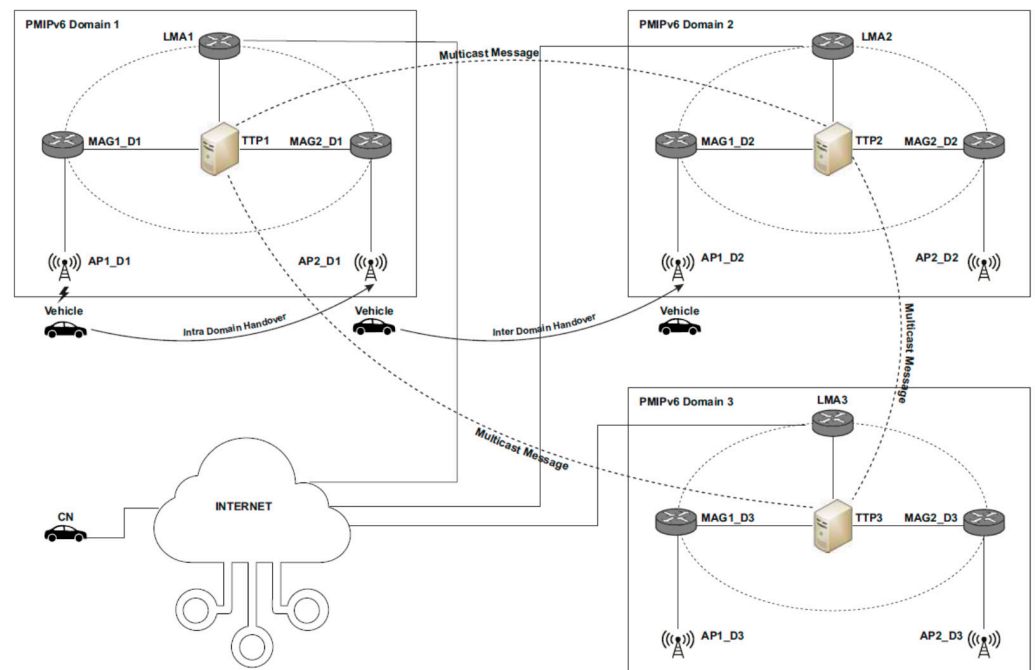 PMIPv6 Domain 1
LMA1
MAG1_D1
TTP1
MAG2_D1
AP1_D1
AP2_D1
Vehicle
Intra Domain Handover
Vehicle
Inter Domain Handover
Multicast Message
PMIPv6 Domain 2
LMA2
MAG1_D2
TTP2
MAG2_D2
AP1_D2
AP2_D2
Vehicle
Multicast Message
Multicast Message
PMIPv6 Domain 3
LMA3
MAG1_D3
TTP3
MAG2_D3
AP1_D3
AP2_D3
CN
INTERNET